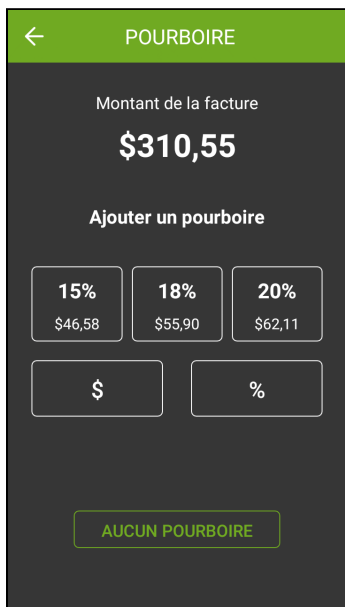 POURBOIRE
Montant de la facture
$310,55
Ajouter un pourboire
15% 18% 20%
$46,58 $55,90 $62,11
$ %
AUCUN POURBOIRE